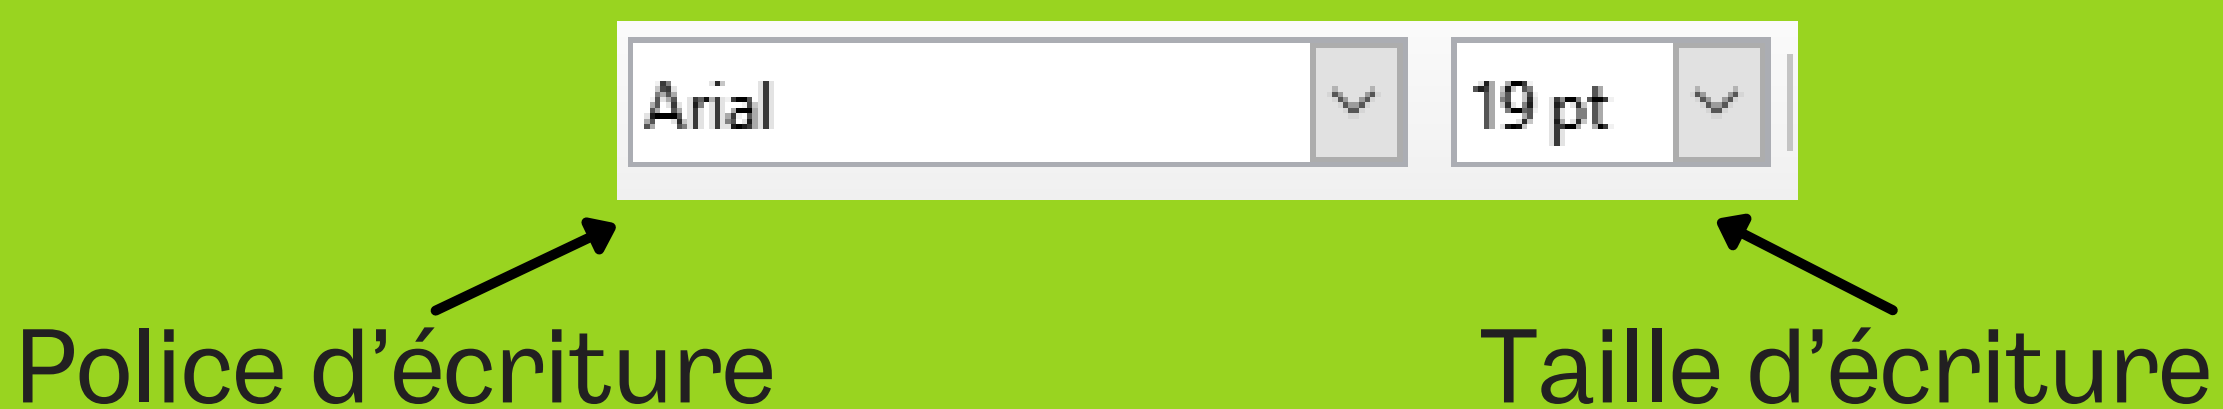 Arial 19 pt
Police d’écriture Taille d’écriture